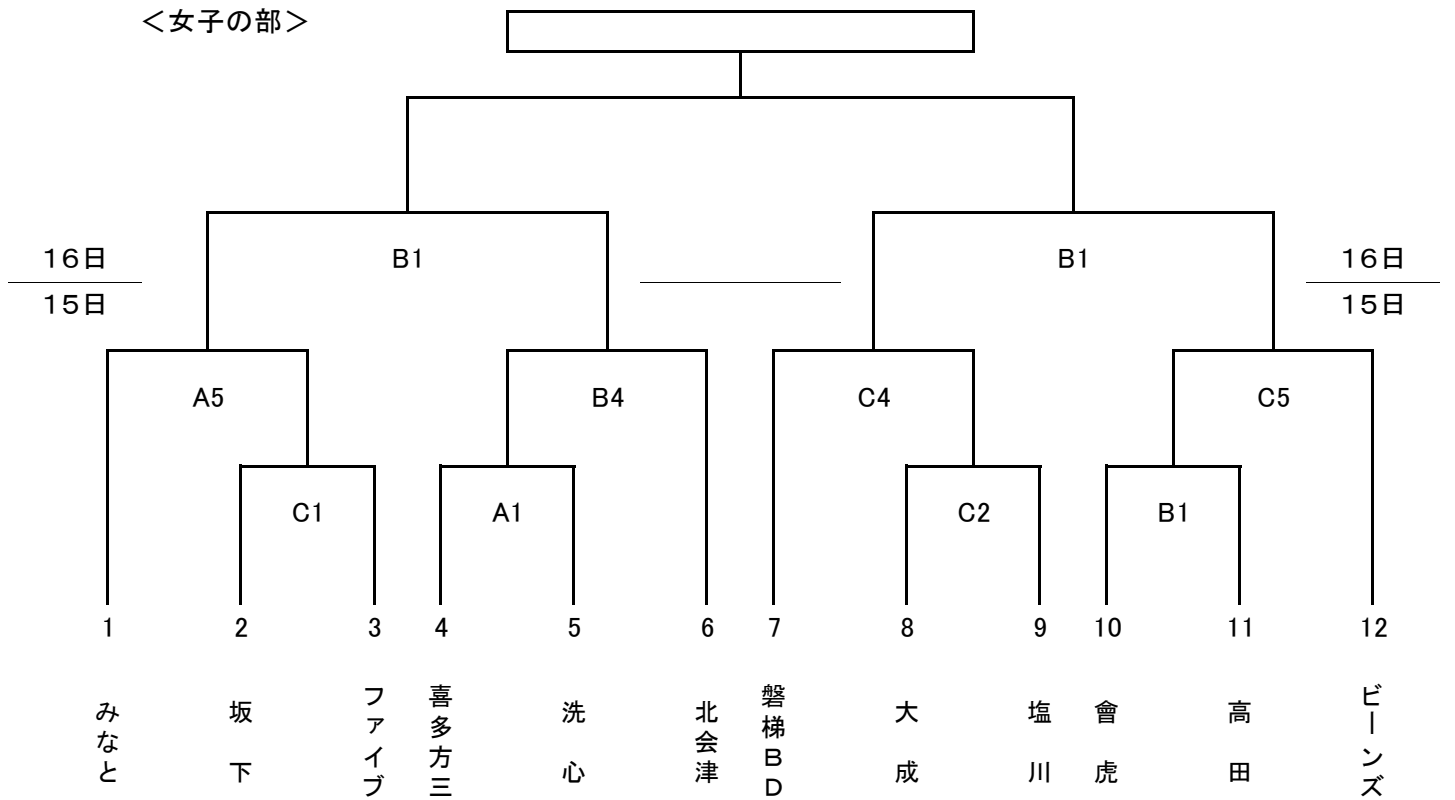 ＜女子の部＞
16日
B1
B1
16日
15日
15日
A5
B4
C4
C5
C1
A1
C2
B1
1
2
3
4
5
6
7
8
9
10
11
12
みなと
坂下
ファイブ
喜多方三
洗心
北会津
磐梯ＢＤ
大成
塩川
會虎
高田
ビーンズ